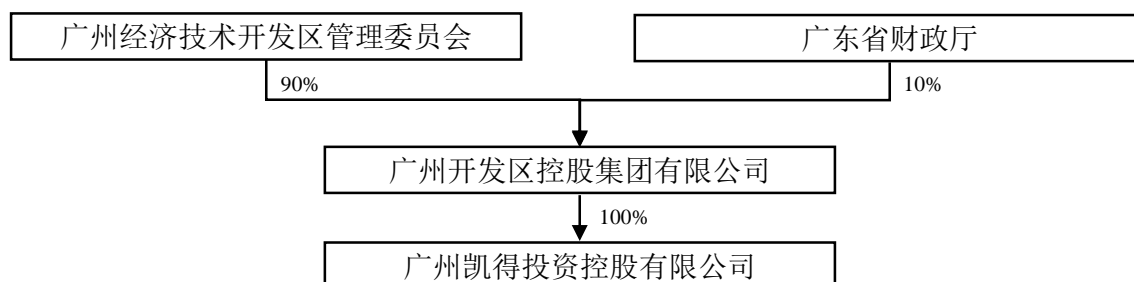 广州经济技术开发区管理委员会
广东省财政厅
90%
10%
广州开发区控股集团有限公司
100%
广州凯得投资控股有限公司